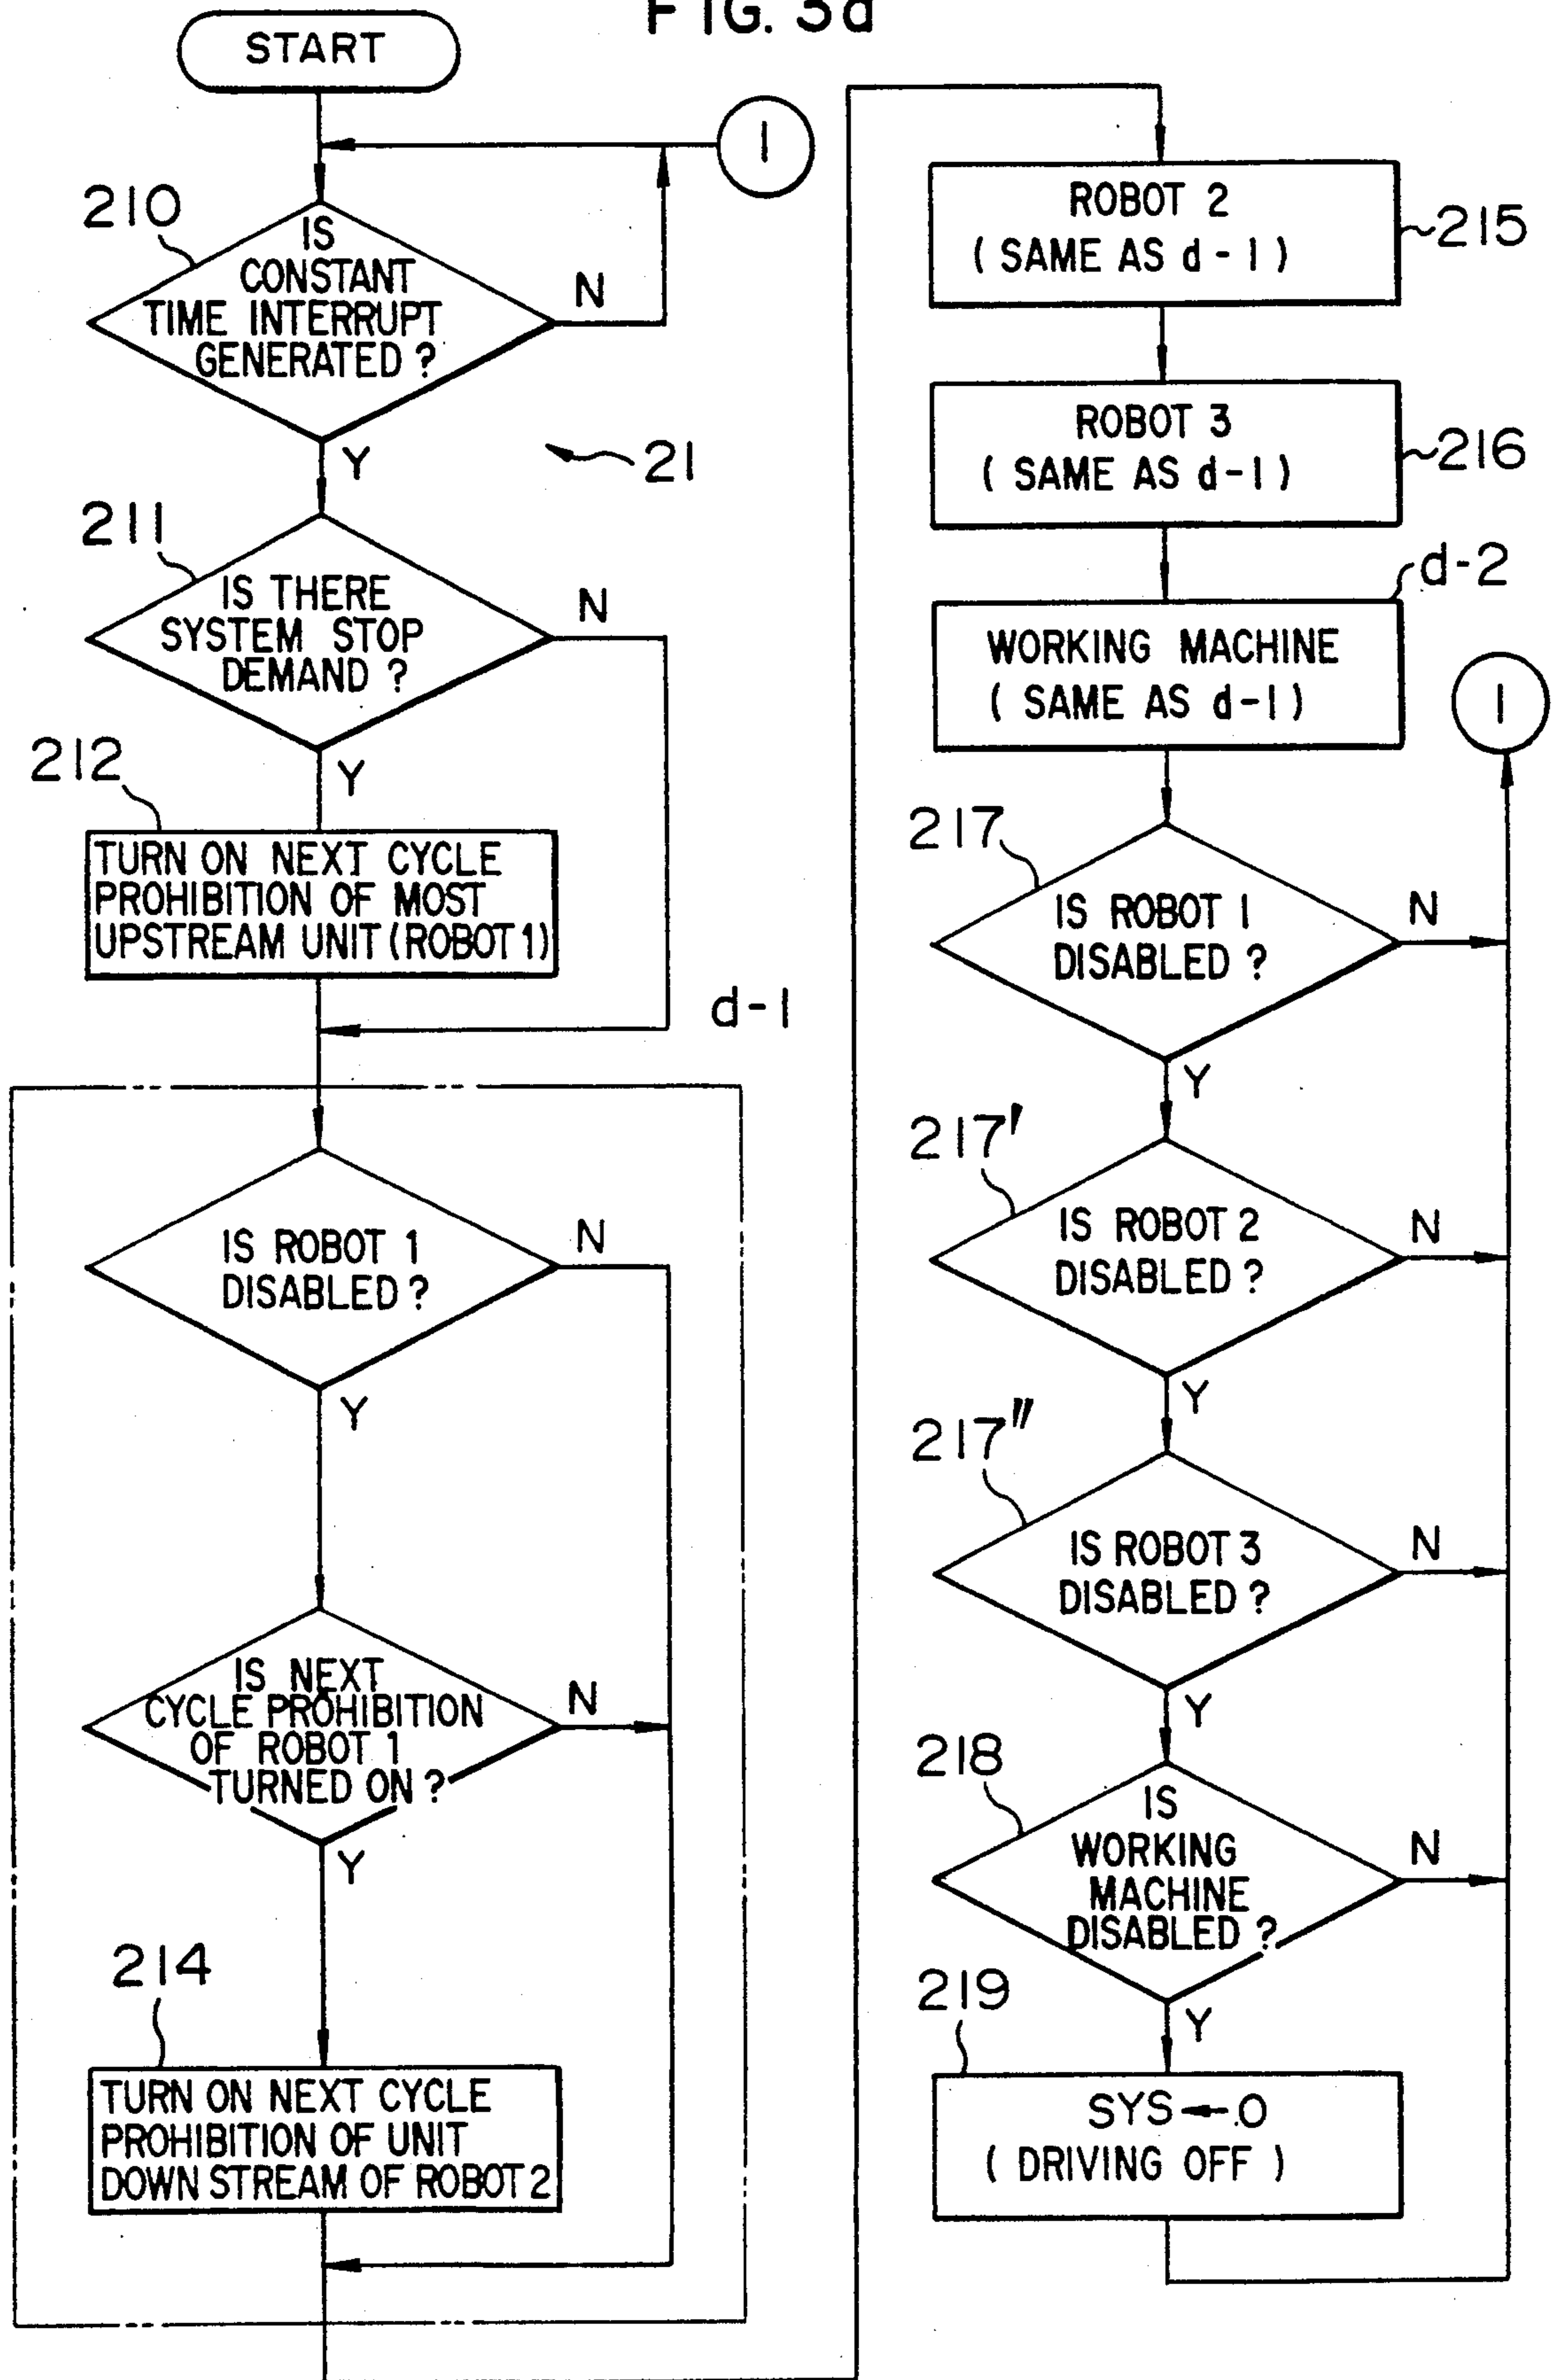 FIG. 3d
START
1
210
IS
CONSTANT
TIME INTERRUPT
GENERATED ?
N
Y
21
211
IS THERE
SYSTEM STOP
DEMAND ?
N
Y
212
TURN ON NEXT CYCLE
PROHIBITION OF MOST
UPSTREAM UNIT (ROBOT 1)
d-1
IS ROBOT 1
DISABLED ?
N
Y
IS NEXT
CYCLE PROHIBITION
OF ROBOT 1
TURNED ON ?
N
Y
214
TURN ON NEXT CYCLE
PROHIBITION OF UNIT
DOWN STREAM OF ROBOT 2
ROBOT 2
( SAME AS d-1 )
215
ROBOT 3
( SAME AS d-1 )
216
d-2
WORKING MACHINE
( SAME AS d-1 )
1
217
IS ROBOT 1
DISABLED ?
N
Y
217'
IS ROBOT 2
DISABLED ?
N
Y
217"
IS ROBOT 3
DISABLED ?
N
Y
218
IS
WORKING
MACHINE
DISABLED ?
N
Y
219
SYS ← 0
( DRIVING OFF )